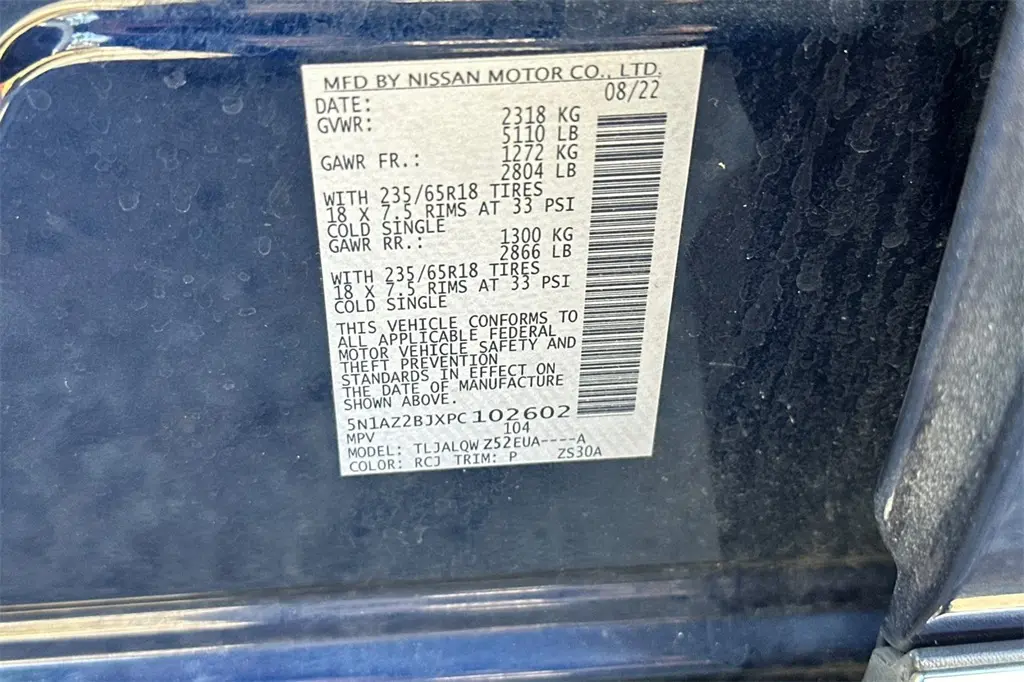 MFD BY NISSAN MOTOR CO., LTD.
DATE: 08/22
GVWR: 2318 KG
5110 LB
GAWR FR.: 1272 KG
2804 LB
WITH 235/65R18 TIRES
18 X 7.5 RIMS AT 33 PSI
COLD SINGLE
GAWR RR.: 1300 KG
2866 LB
WITH 235/65R18 TIRES
18 X 7.5 RIMS AT 33 PSI
COLD SINGLE
THIS VEHICLE CONFORMS TO
ALL APPLICABLE FEDERAL
MOTOR VEHICLE SAFETY AND
THEFT PREVENTION
STANDARDS IN EFFECT ON
THE DATE OF MANUFACTURE
SHOWN ABOVE.
5N1AZ2BJXPC102602
MPV 104
MODEL: TLJALQWZ52EUA----A
COLOR: RCJ TRIM: P ZS30A